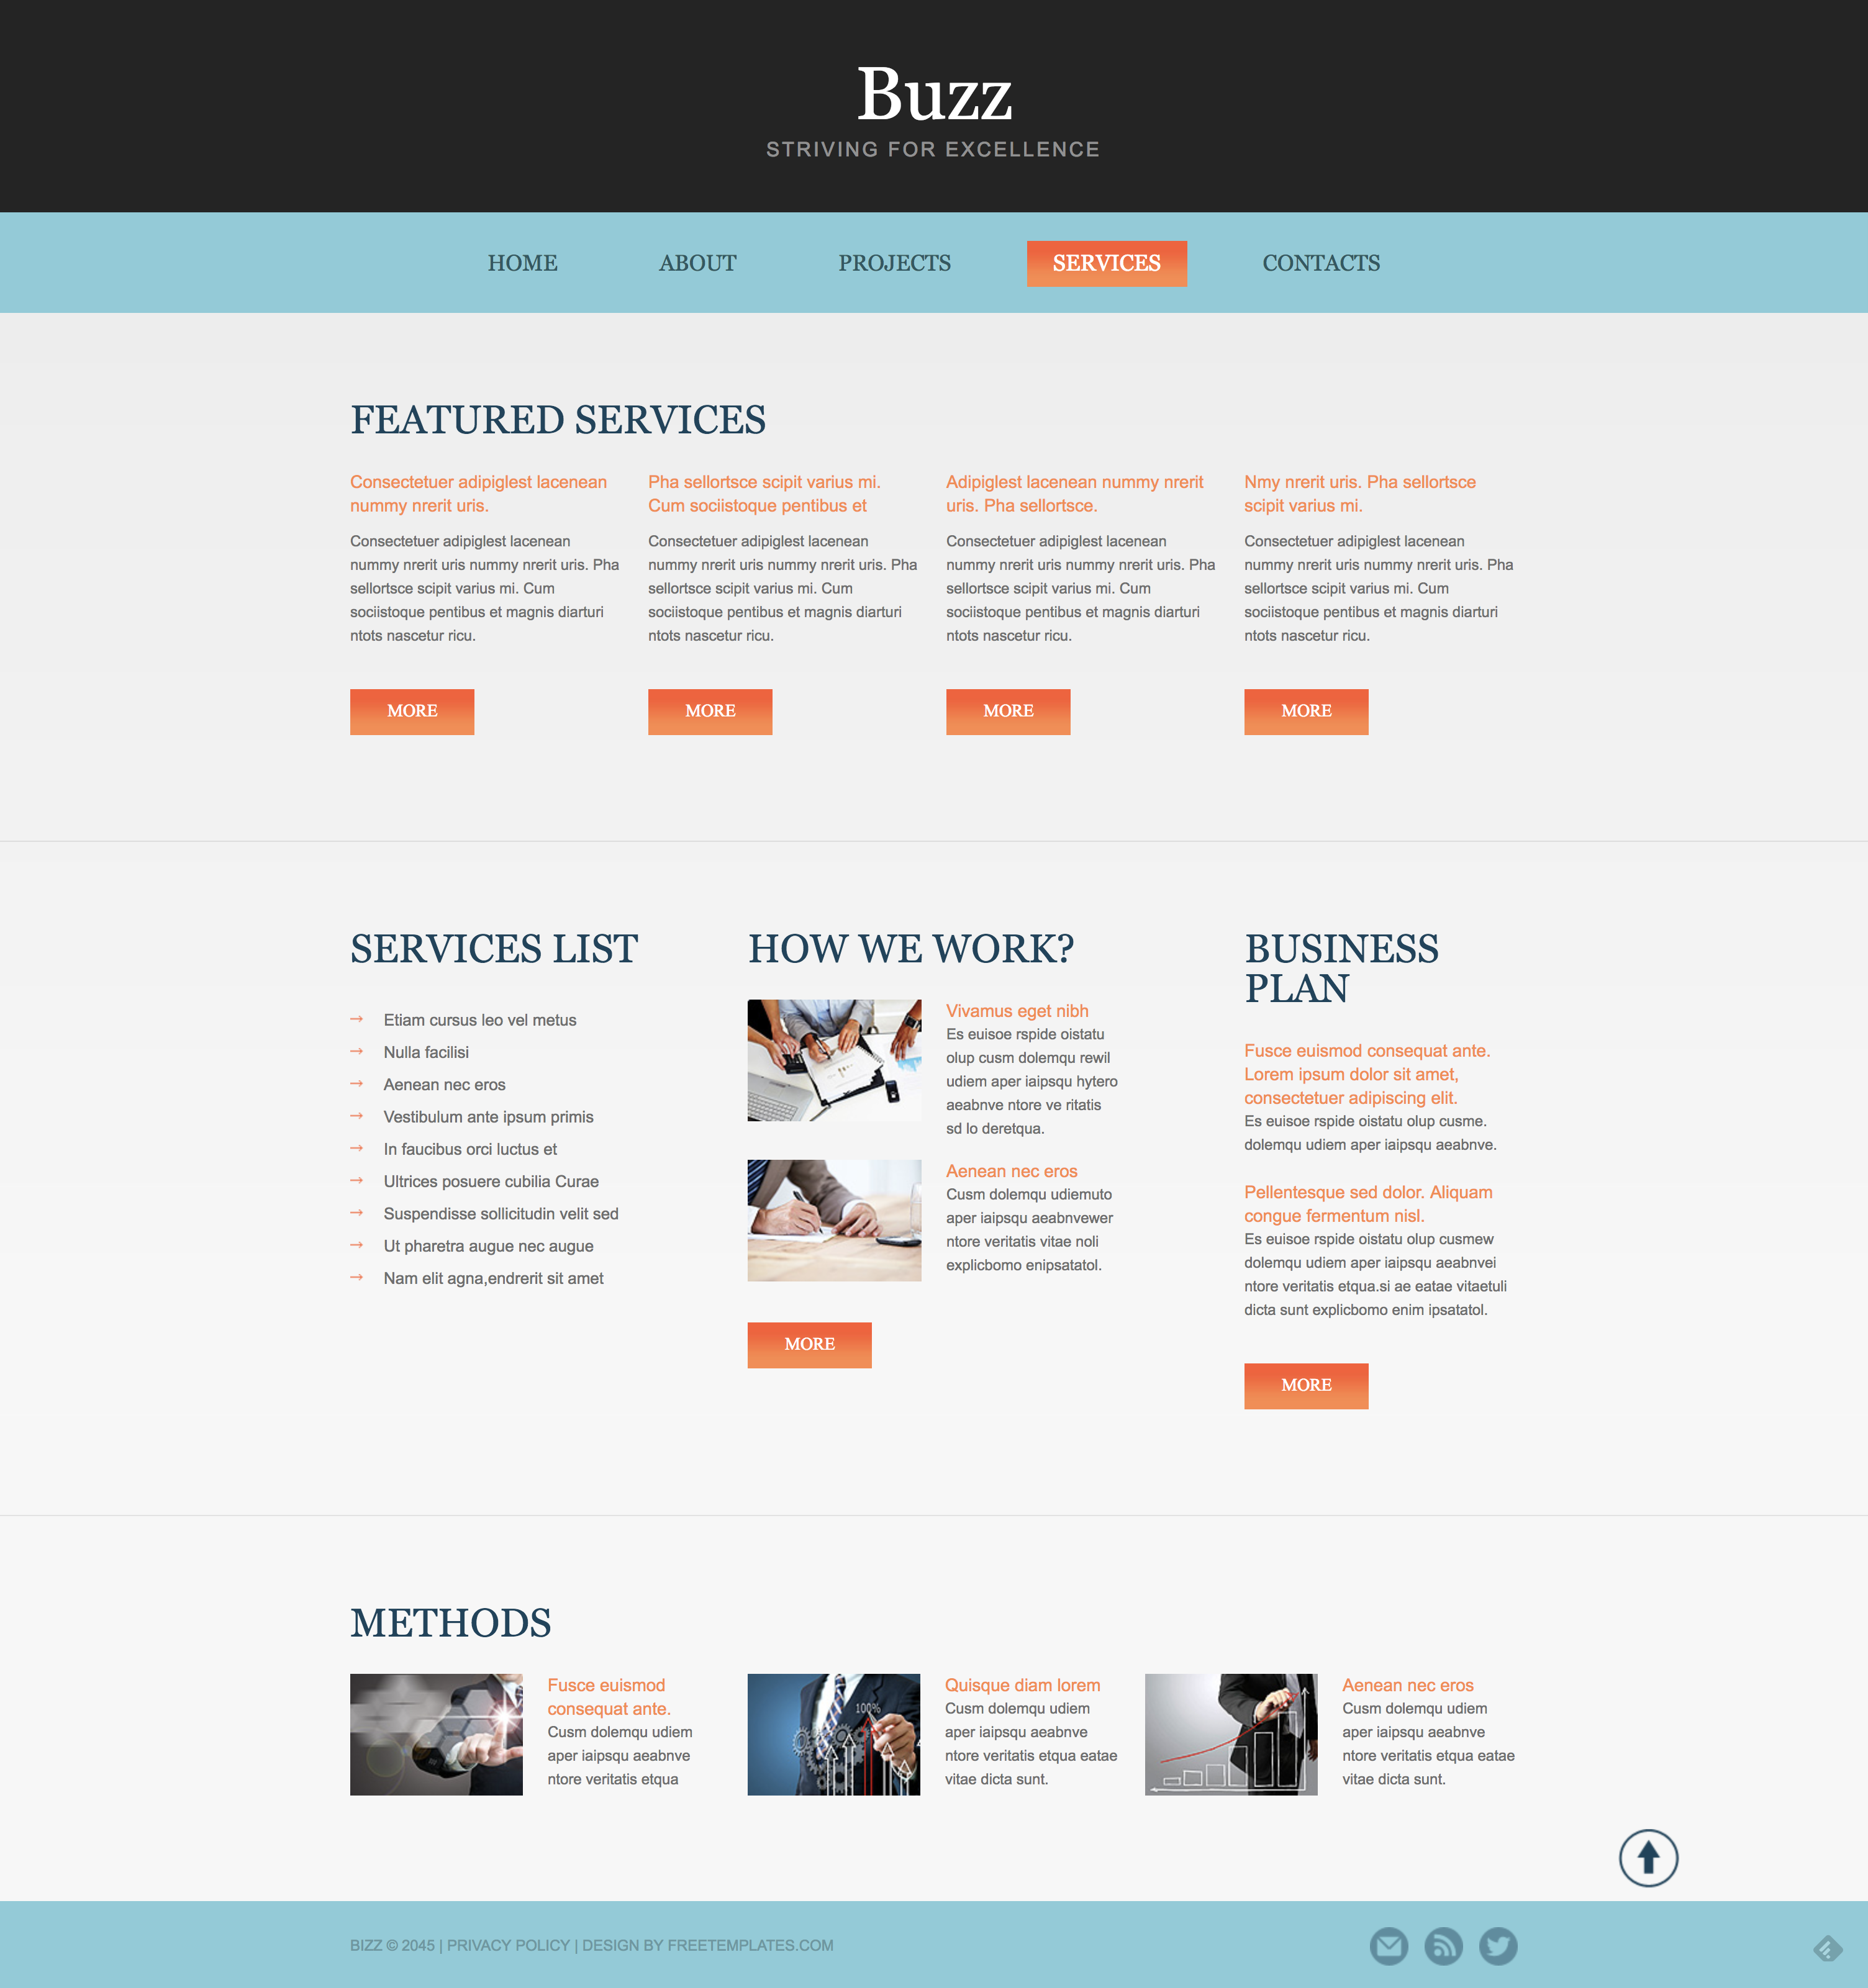 Buzz
STRIVING FOR EXCELLENCE
HOME
ABOUT
PROJECTS
SERVICES
CONTACTS
FEATURED SERVICES
Consectetuer adipiglest lacenean
nummy nrerit uris.
Consectetuer adipiglest lacenean
nummy nrerit uris nummy nrerit uris. Pha
sellortsce scipit varius mi. Cum
sociistoque pentibus et magnis diarturi
ntots nascetur ricu.
MORE
Pha sellortsce scipit varius mi.
Cum sociistoque pentibus et
Consectetuer adipiglest lacenean
nummy nrerit uris nummy nrerit uris. Pha
sellortsce scipit varius mi. Cum
sociistoque pentibus et magnis diarturi
ntots nascetur ricu.
MORE
Adipiglest lacenean nummy nrerit
uris. Pha sellortsce.
Consectetuer adipiglest lacenean
nummy nrerit uris nummy nrerit uris. Pha
sellortsce scipit varius mi. Cum
sociistoque pentibus et magnis diarturi
ntots nascetur ricu.
MORE
Nmy nrerit uris. Pha sellortsce
scipit varius mi.
Consectetuer adipiglest lacenean
nummy nrerit uris nummy nrerit uris. Pha
sellortsce scipit varius mi. Cum
sociistoque pentibus et magnis diarturi
ntots nascetur ricu.
MORE
SERVICES LIST
Etiam cursus leo vel metus
Nulla facilisi
Aenean nec eros
Vestibulum ante ipsum primis
In faucibus orci luctus et
Ultrices posuere cubilia Curae
Suspendisse sollicitudin velit sed
Ut pharetra augue nec augue
Nam elit agna,endrerit sit amet
HOW WE WORK?
Vivamus eget nibh
Es euisoe rspide oistatu
olup cusm dolemqu rewil
udiem aper iaipsqu hytero
aeabnve ntore ve ritatis
sd lo deretqua.
Aenean nec eros
Cusm dolemqu udiemuto
aper iaipsqu aeabnvewer
ntore veritatis vitae noli
explicbomo enipsatatol.
MORE
BUSINESS
PLAN
Fusce euismod consequat ante.
Lorem ipsum dolor sit amet,
consectetuer adipiscing elit.
Es euisoe rspide oistatu olup cusme.
dolemqu udiem aper iaipsqu aeabnve.
Pellentesque sed dolor. Aliquam
congue fermentum nisl.
Es euisoe rspide oistatu olup cusmew
dolemqu udiem aper iaipsqu aeabnvei
ntore veritatis etqua.si ae eatae vitaetuli
dicta sunt explicbomo enim ipsatatol.
MORE
METHODS
Fusce euismod
consequat ante.
Cusm dolemqu udiem
aper iaipsqu aeabnve
ntore veritatis etqua
100%
Quisque diam lorem
Cusm dolemqu udiem
aper iaipsqu aeabnve
ntore veritatis etqua eatae
vitae dicta sunt.
Aenean nec eros
Cusm dolemqu udiem
aper iaipsqu aeabnve
ntore veritatis etqua eatae
vitae dicta sunt.
BIZZ © 2045 | PRIVACY POLICY | DESIGN BY FREETEMPLATES.COM